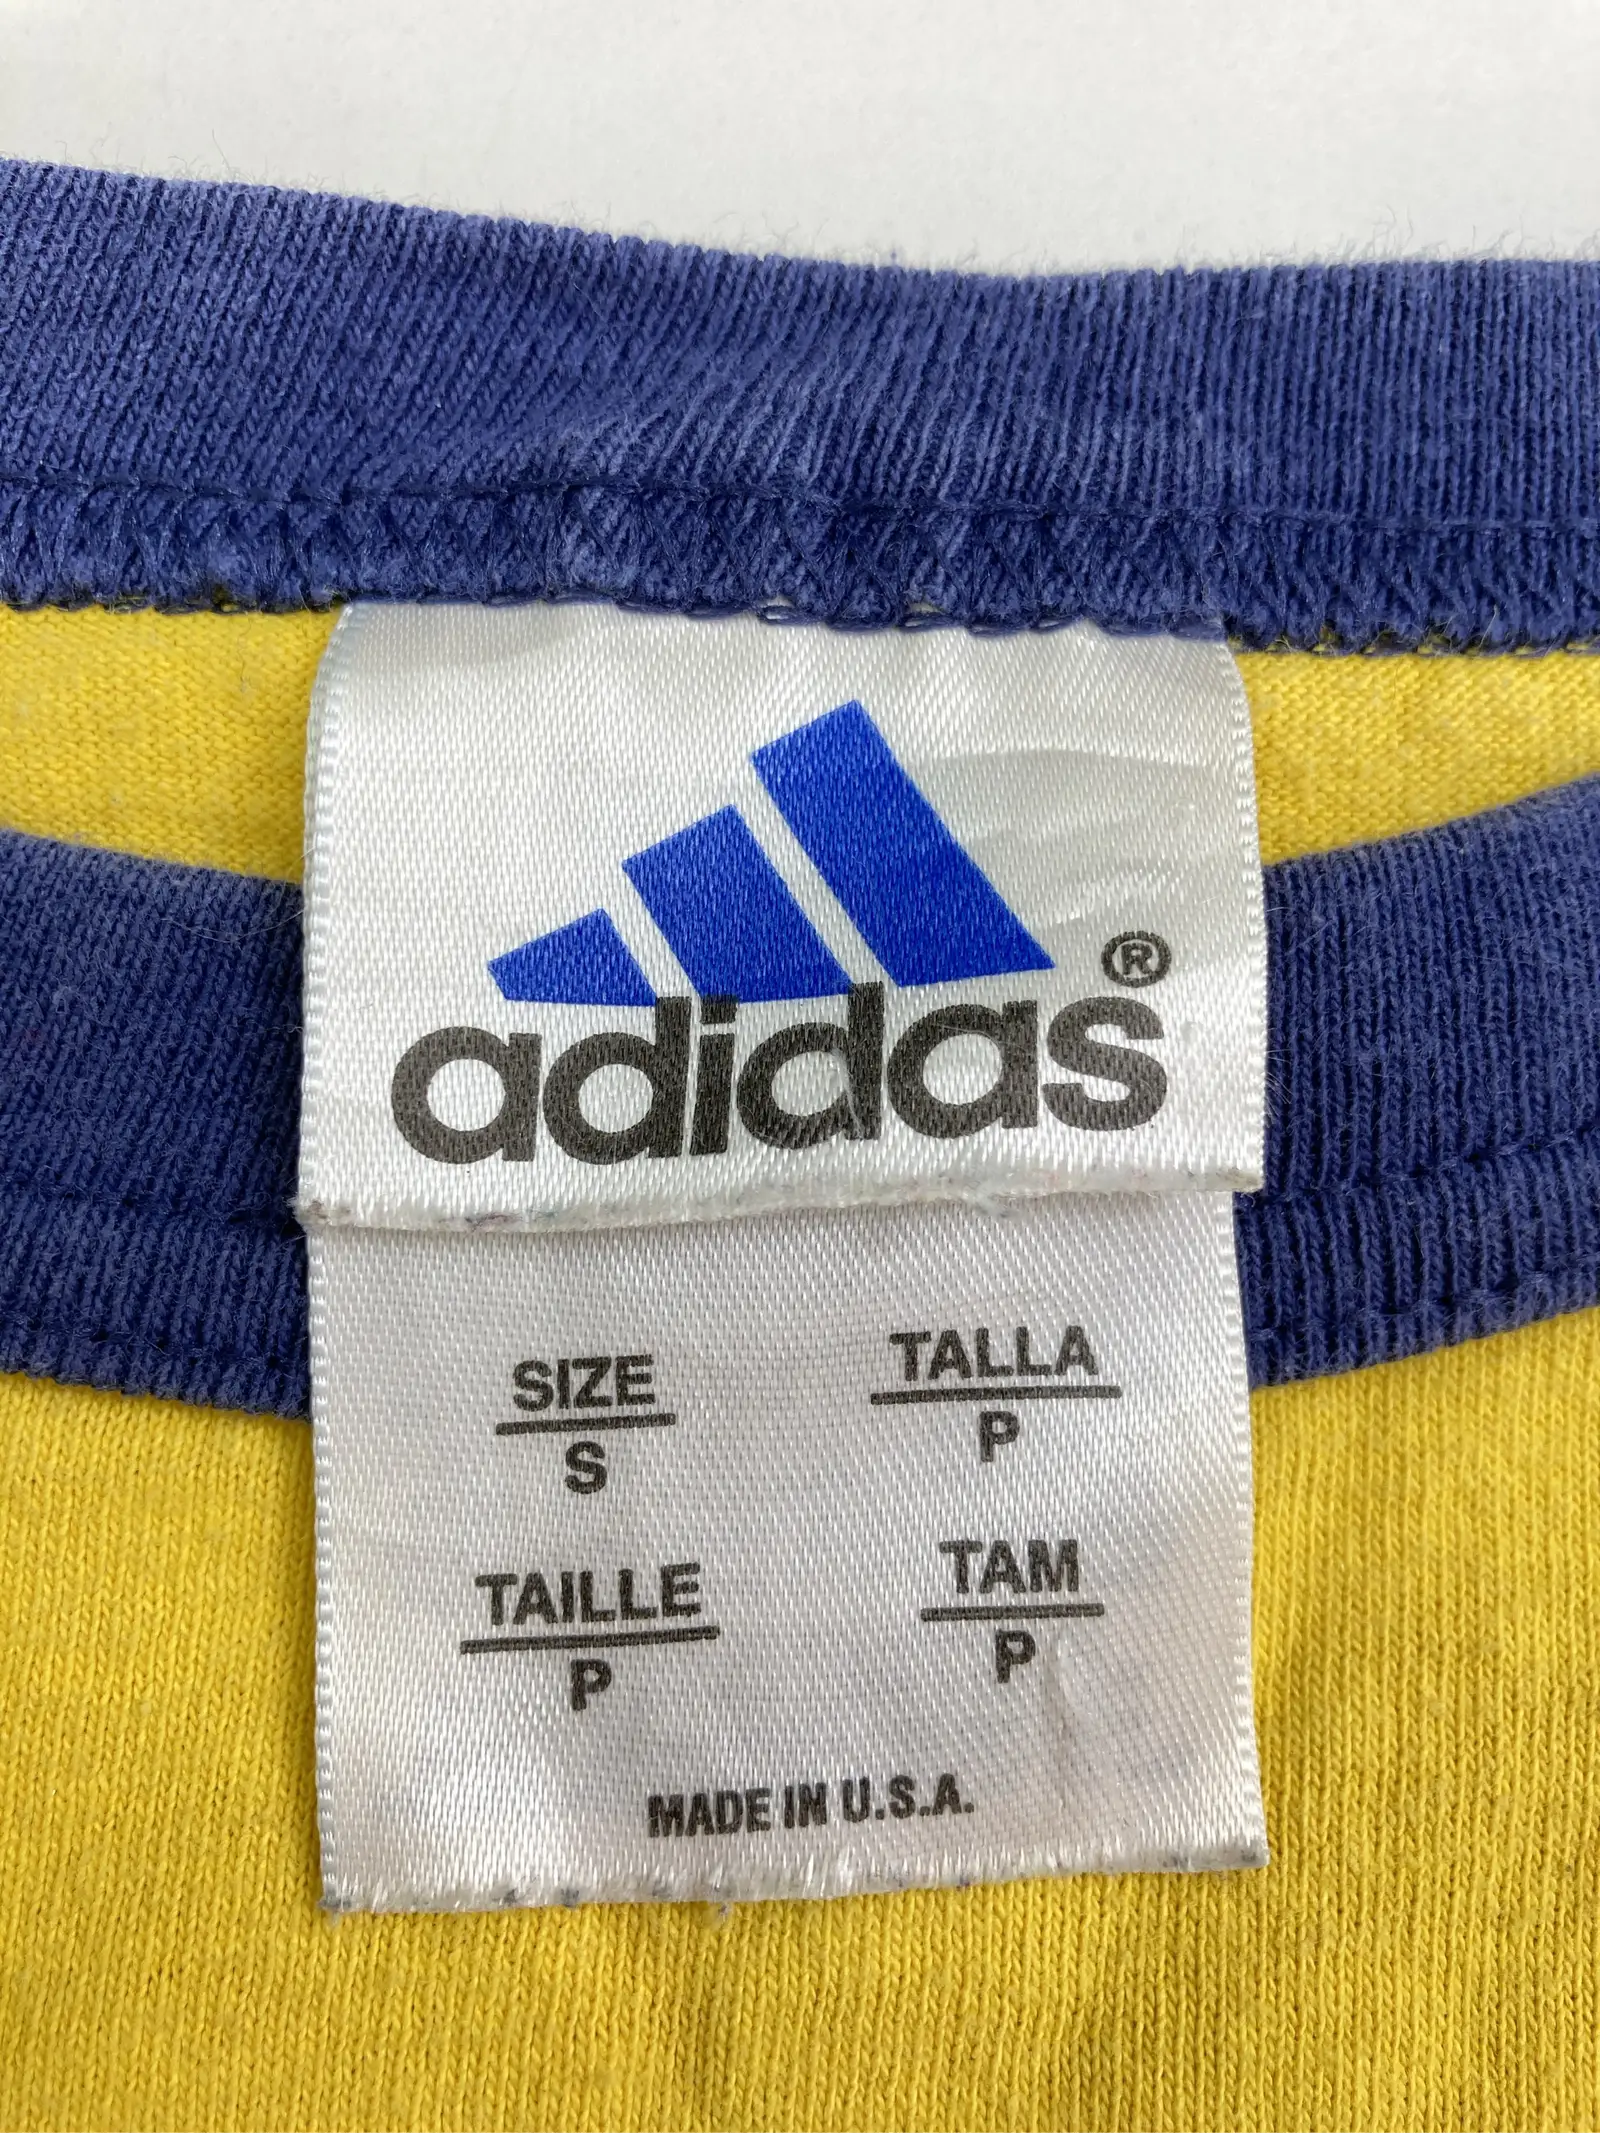 adidas®
SIZE
S
TALLA
P
TAILLE
P
TAM
P
MADE IN U.S.A.